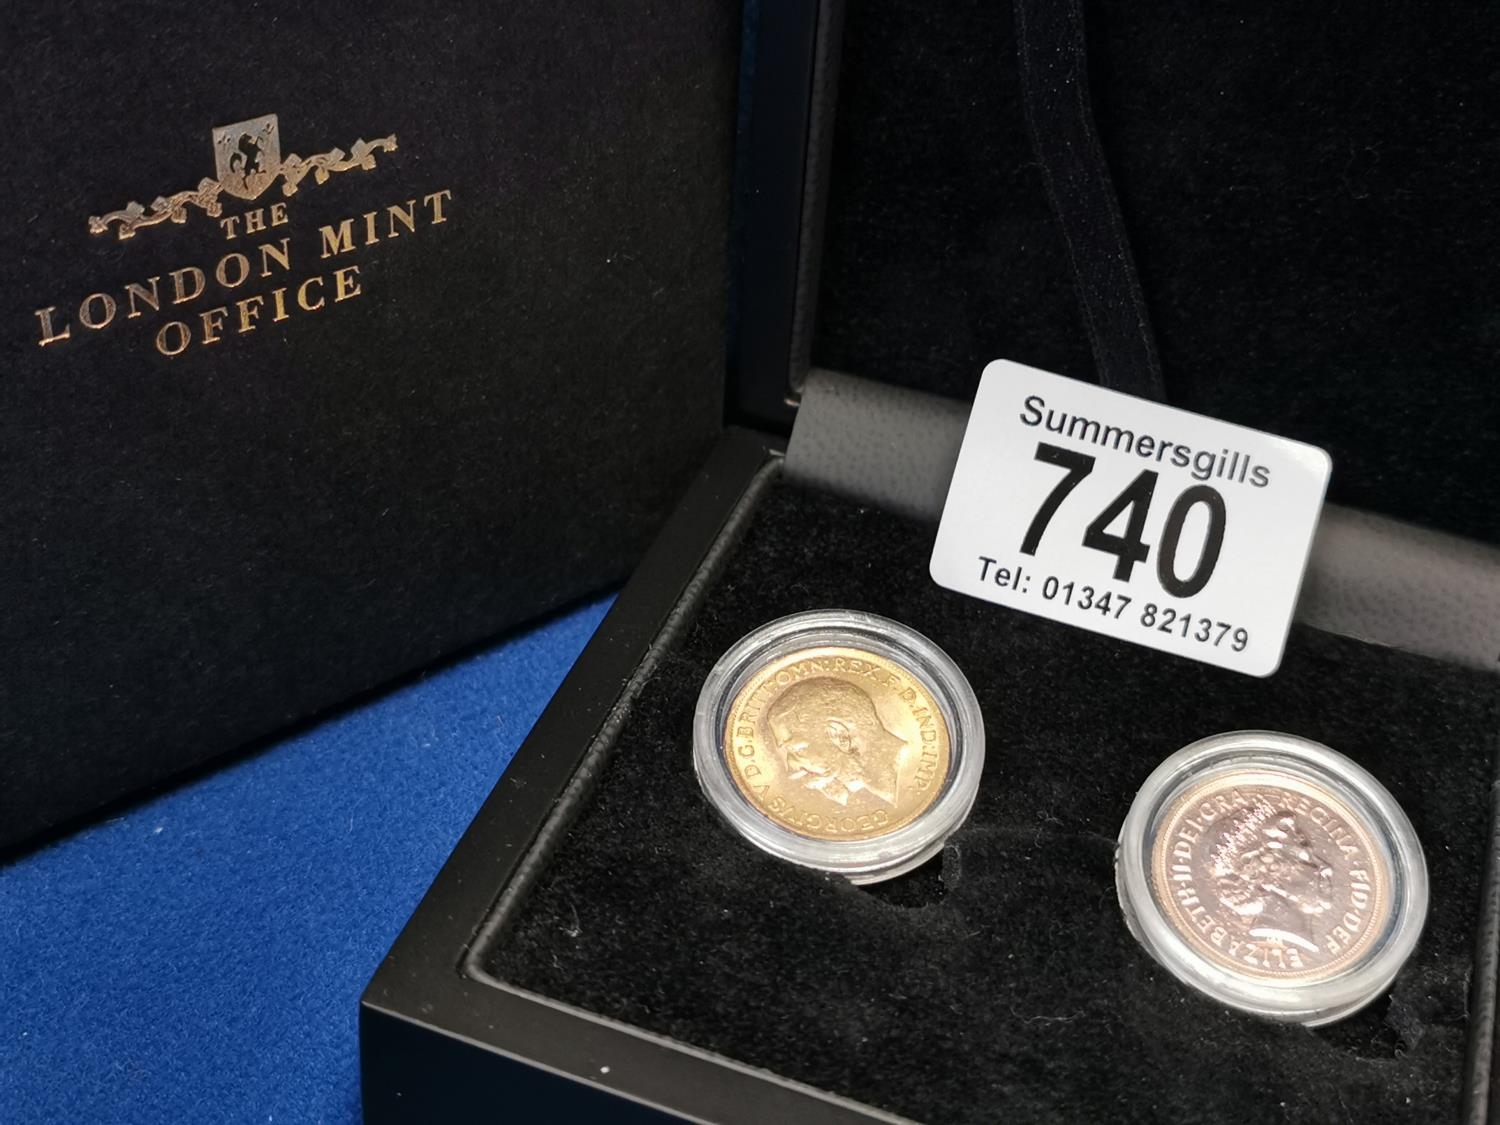 THE
LONDON MINT
OFFICE
Summersgills
740
Tel: 01347 821379
GEORGIVS V D.G.BRITT:OMN:REX.F.D.IND:IMP:
ELIZABETH·II·DEI·GRA REGINA·FID·DEF